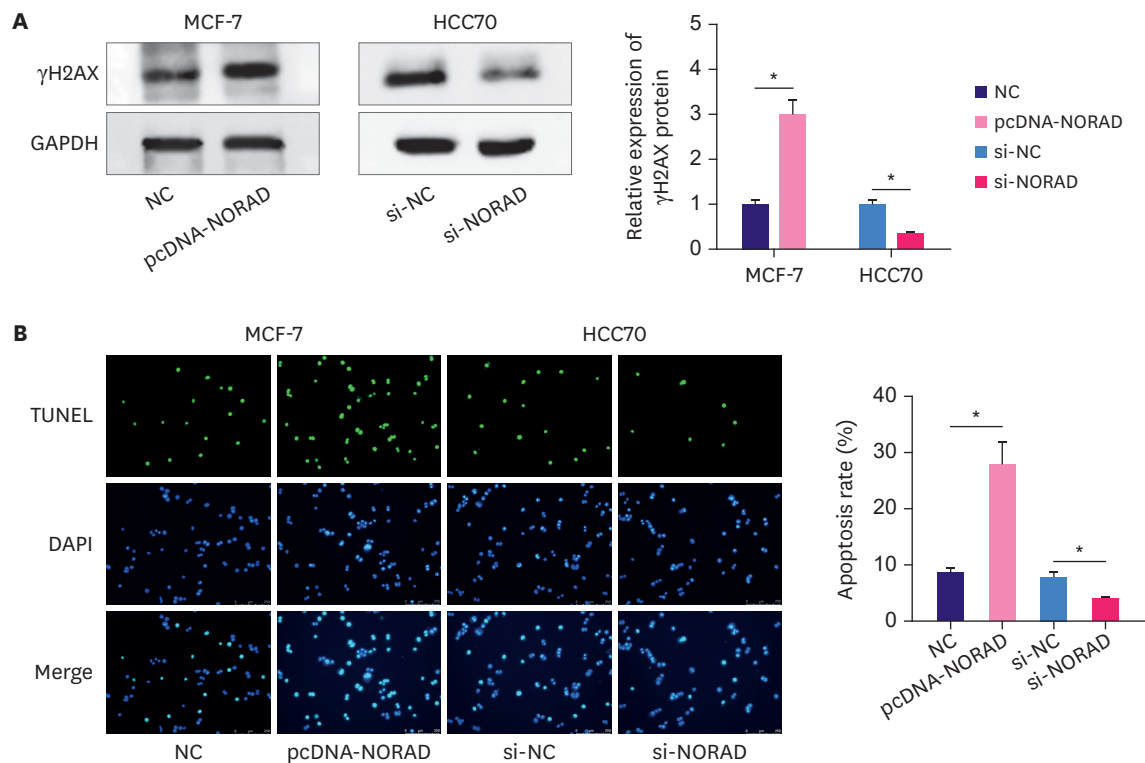 A
MCF-7
HCC70
γH2AX
GAPDH
NC
pcDNA-NORAD
si-NC
si-NORAD
Relative expression of
γH2AX protein
5
4
3
2
1
0
*
*
MCF-7
HCC70
NC
pcDNA-NORAD
si-NC
si-NORAD
B
MCF-7
HCC70
TUNEL
DAPI
Merge
NC
pcDNA-NORAD
si-NC
si-NORAD
Apoptosis rate (%)
40
30
20
10
0
*
*
NC
pcDNA-NORAD
si-NC
si-NORAD